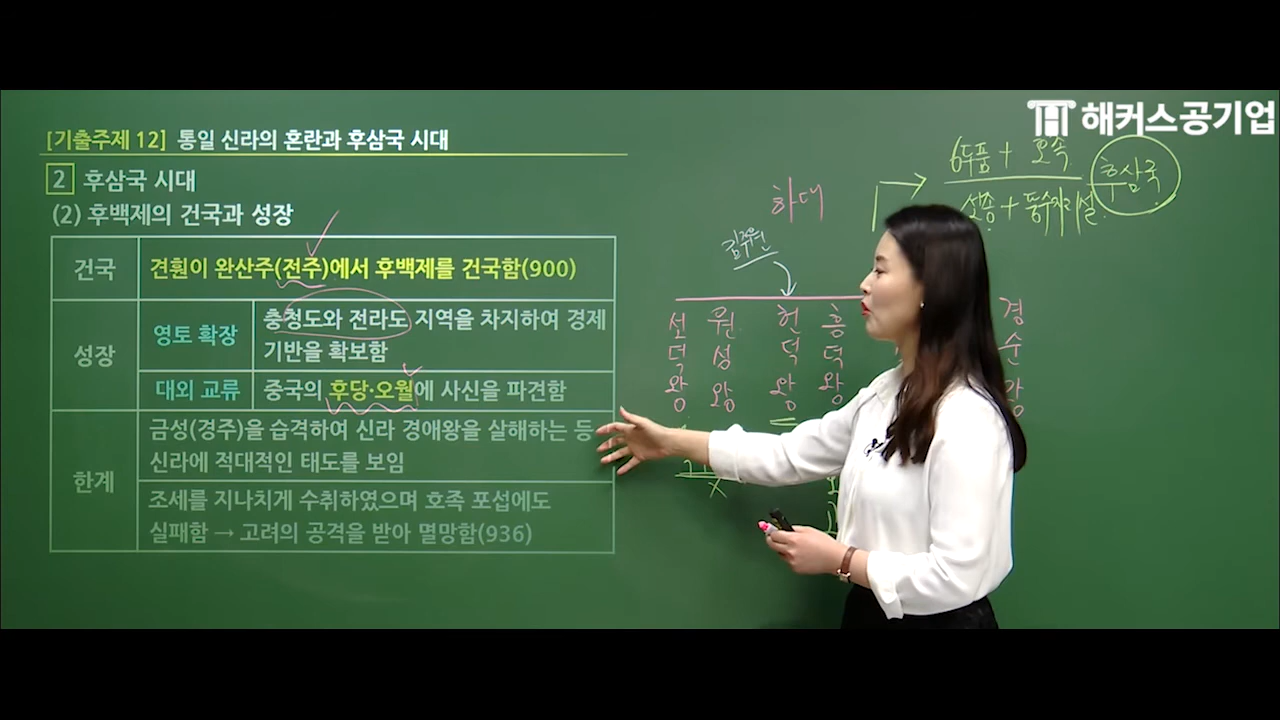 해커스공기업
[기출주제 12] 통일 신라의 혼란과 후삼국 시대
2 후삼국 시대
(2) 후백제의 건국과 성장
건국
견훤이 완산주(전주)에서 후백제를 건국함(900)
성장
영토 확장
충청도와 전라도 지역을 차지하여 경제
기반을 확보함
대외 교류
중국의 후당·오월에 사신을 파견함
한계
금성(경주)을 습격하여 신라 경애왕을 살해하는 등
신라에 적대적인 태도를 보임
조세를 지나치게 수취하였으며 호족 포섭에도
실패함 → 고려의 공격을 받아 멸망함(936)
하대
6두품 + 호족
선종 + 풍수지리설
후삼국
김주원
선덕왕
원성왕
헌덕왕
흥덕왕
경순왕